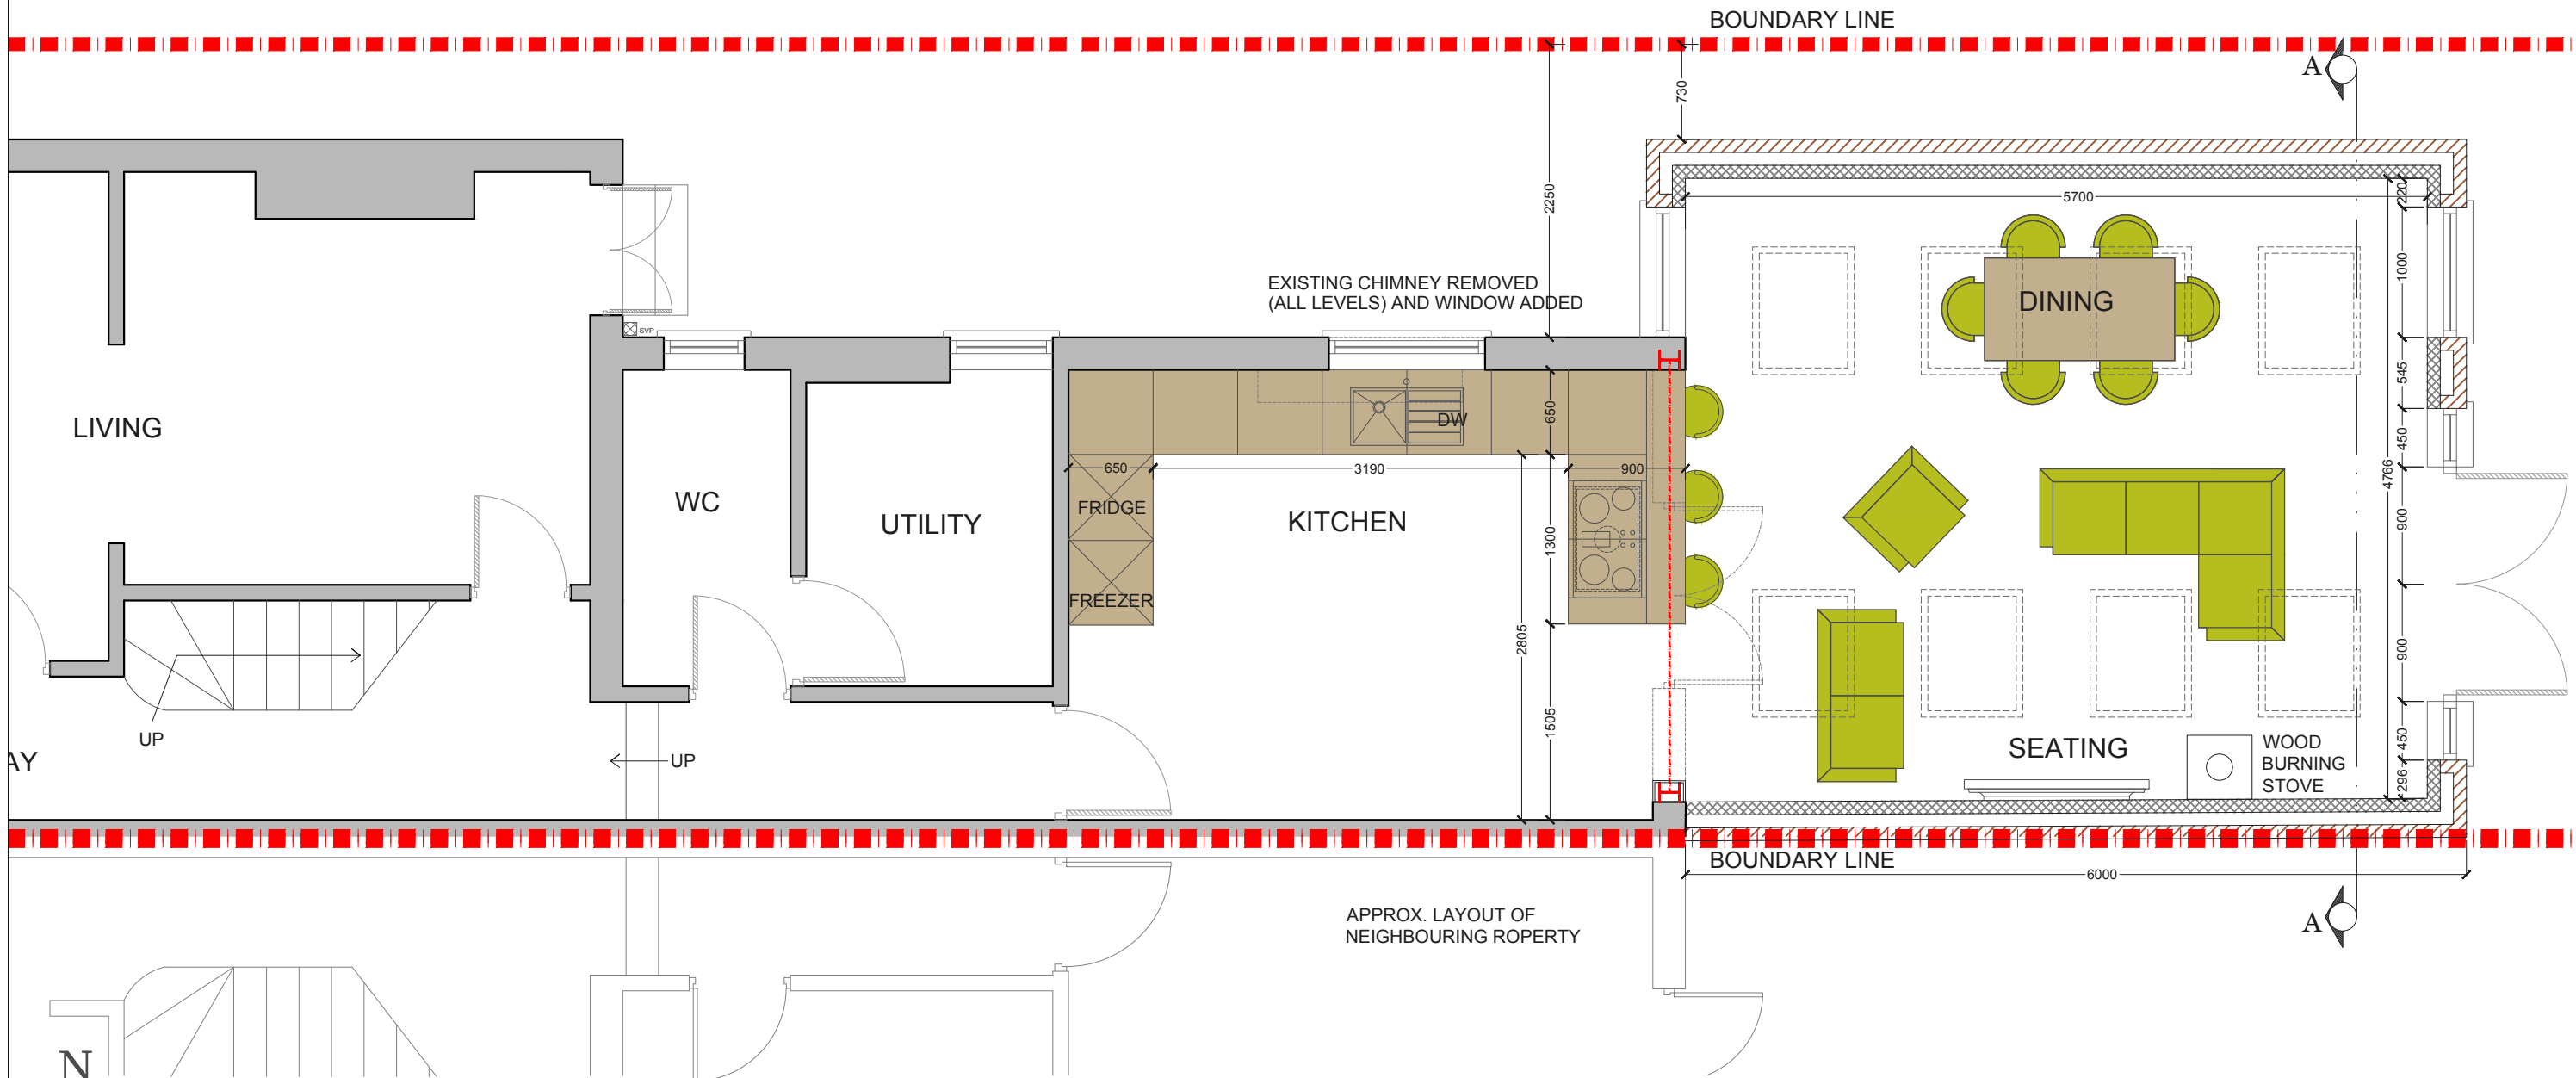 BOUNDARY LINE
A
730
2250
5700
220
EXISTING CHIMNEY REMOVED
(ALL LEVELS) AND WINDOW ADDED
1000
DINING
SVP
545
LIVING
650
DW
450
650
3190
900
4766
WC
FRIDGE
UTILITY
KITCHEN
900
1300
FREEZER
2805
900
1505
UP
UP
AY
SEATING
WOOD
BURNING
STOVE
450
296
BOUNDARY LINE
6000
APPROX. LAYOUT OF
NEIGHBOURING ROPERTY
A
N